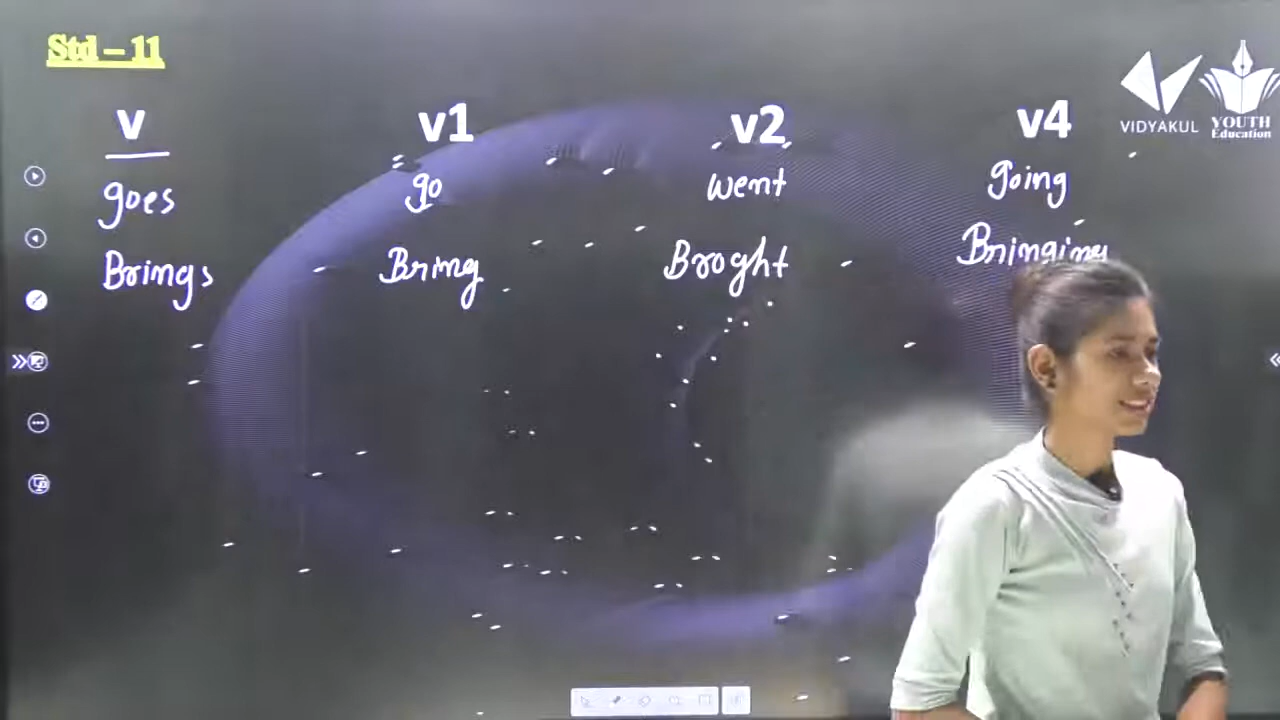 Std – 11
VIDYAKUL
YOUTH
Education
v v1 v2 v4
goes go went going
Brings Bring Broght Bringing